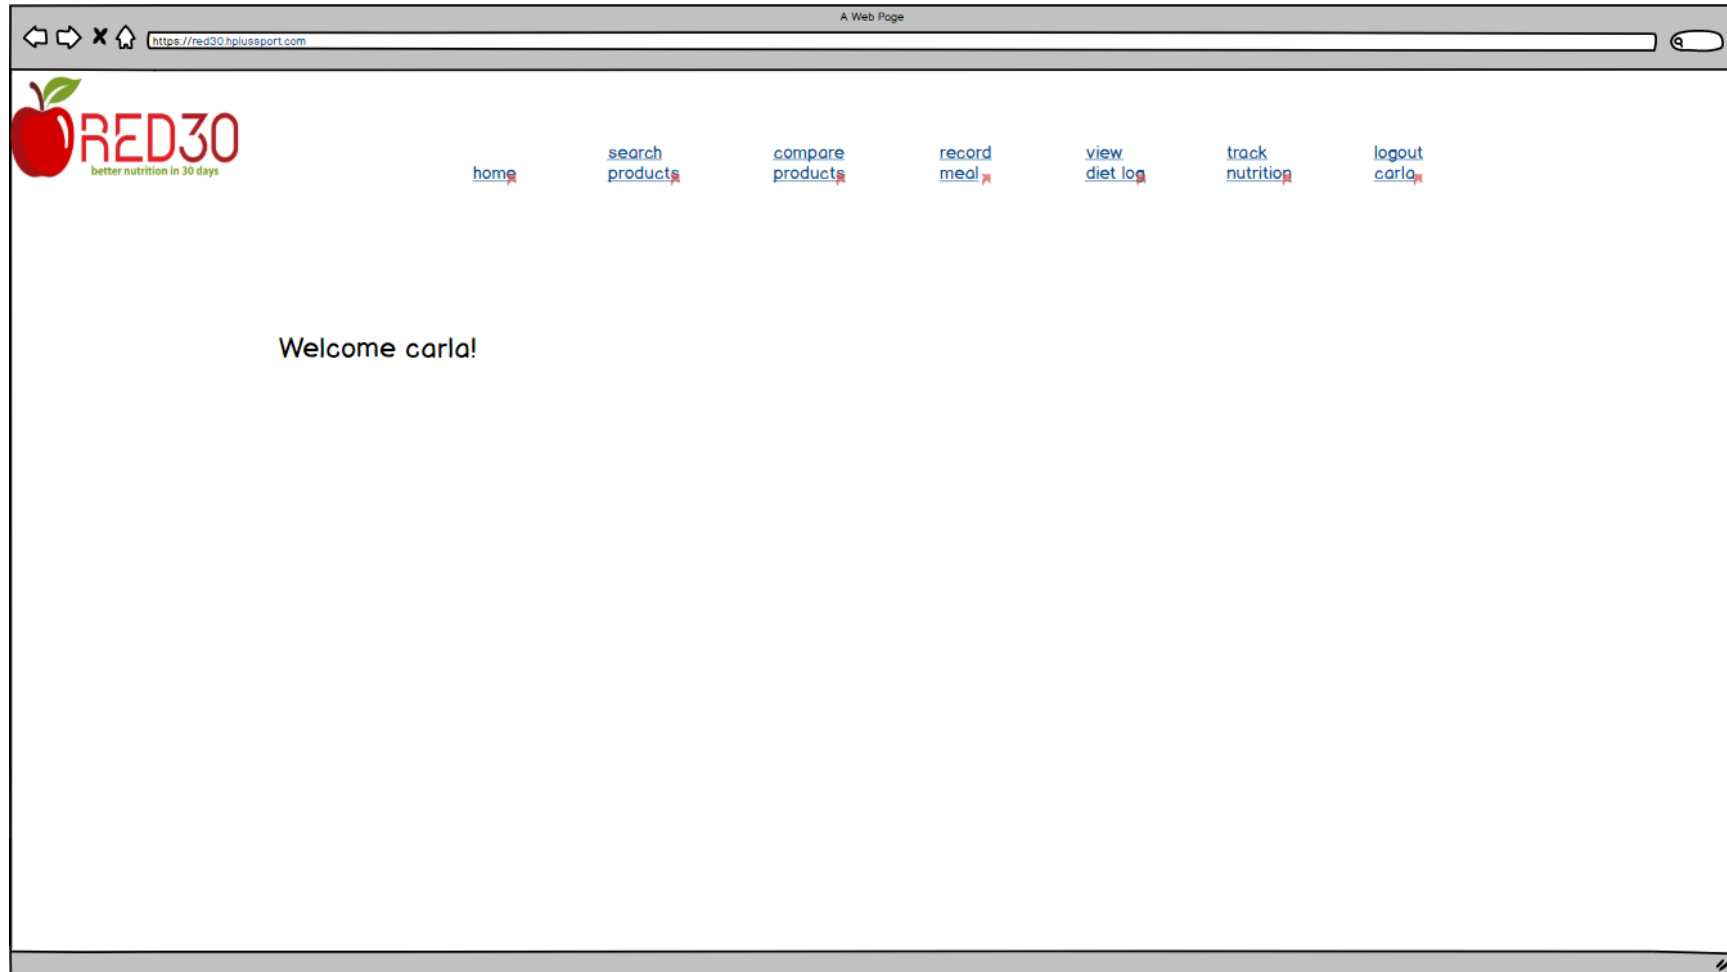 A Web Page
https://red30.hplussport.com
RED30
better nutrition in 30 days
home
search
products
compare
products
record
meal
view
diet log
track
nutrition
logout
carla
Welcome carla!